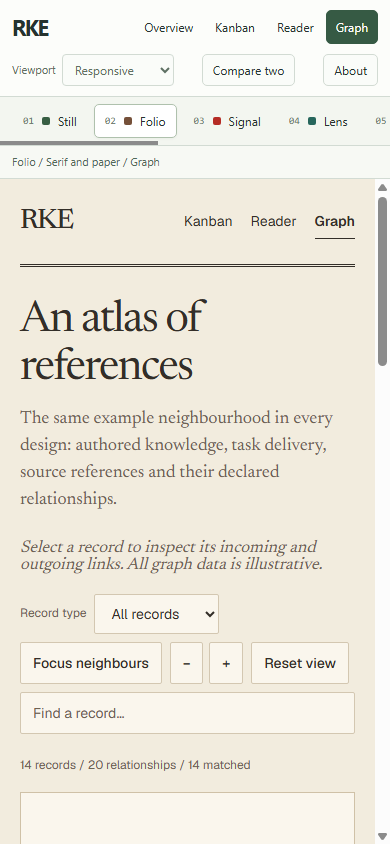 RKE
Overview Kanban Reader Graph
Viewport Responsive Compare two About
01 Still 02 Folio 03 Signal 04 Lens 05
Folio / Serif and paper / Graph
RKE
Kanban Reader Graph
An atlas of
references
The same example neighbourhood in every
design: authored knowledge, task delivery,
source references and their declared
relationships.
Select a record to inspect its incoming and
outgoing links. All graph data is illustrative.
Record type All records
Focus neighbours − + Reset view
Find a record…
14 records / 20 relationships / 14 matched